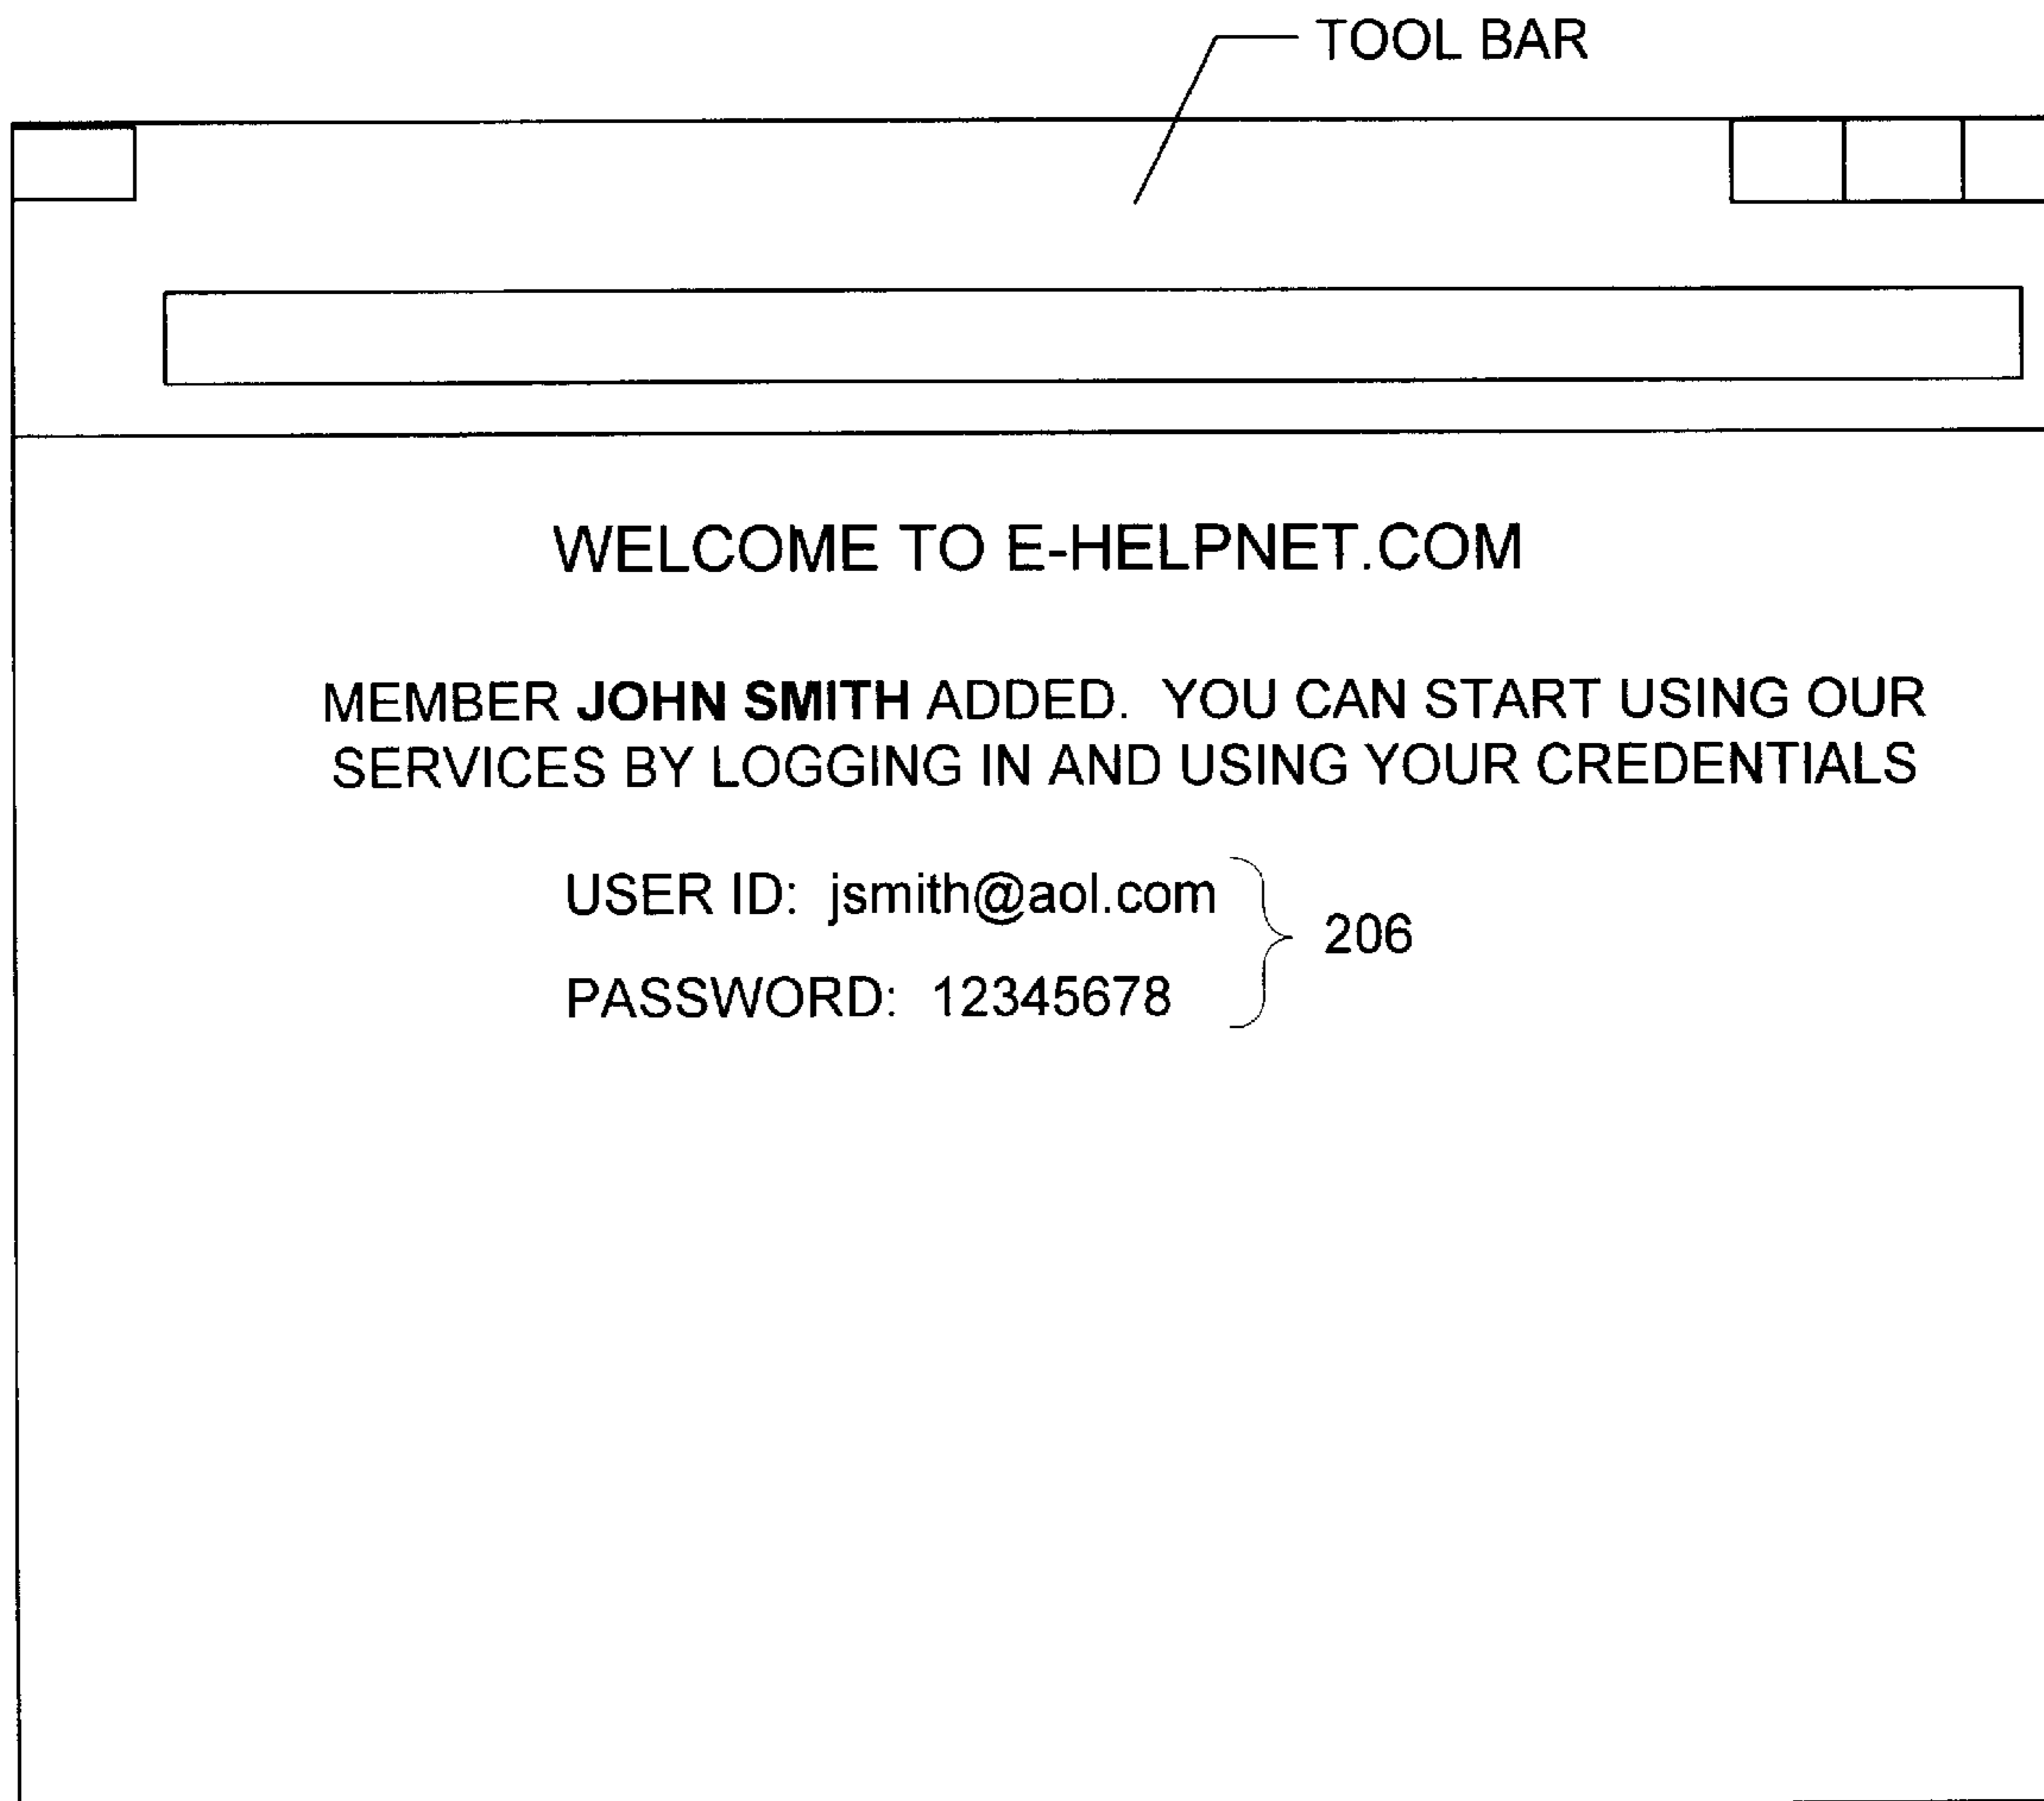 TOOL BAR
WELCOME TO E-HELPNET.COM
MEMBER JOHN SMITH ADDED.  YOU CAN START USING OUR
SERVICES BY LOGGING IN AND USING YOUR CREDENTIALS
USER ID:  jsmith@aol.com
206
PASSWORD:  12345678